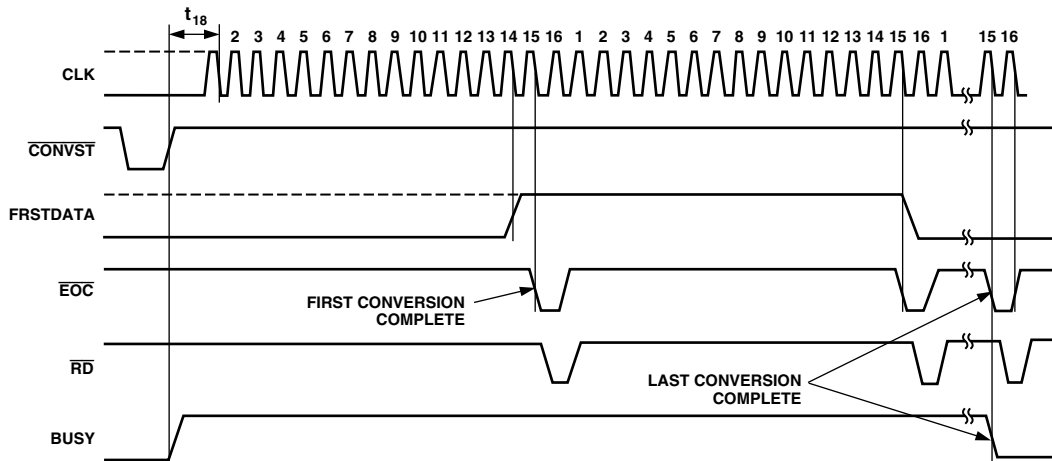 t18
2 3 4 5 6 7 8 9 10 11 12 13 14 15 16 1 2 3 4 5 6 7 8 9 10 11 12 13 14 15 16 1 15 16
CLK
CONVST
FRSTDATA
EOC
FIRST CONVERSION
COMPLETE
RD
LAST CONVERSION
COMPLETE
BUSY